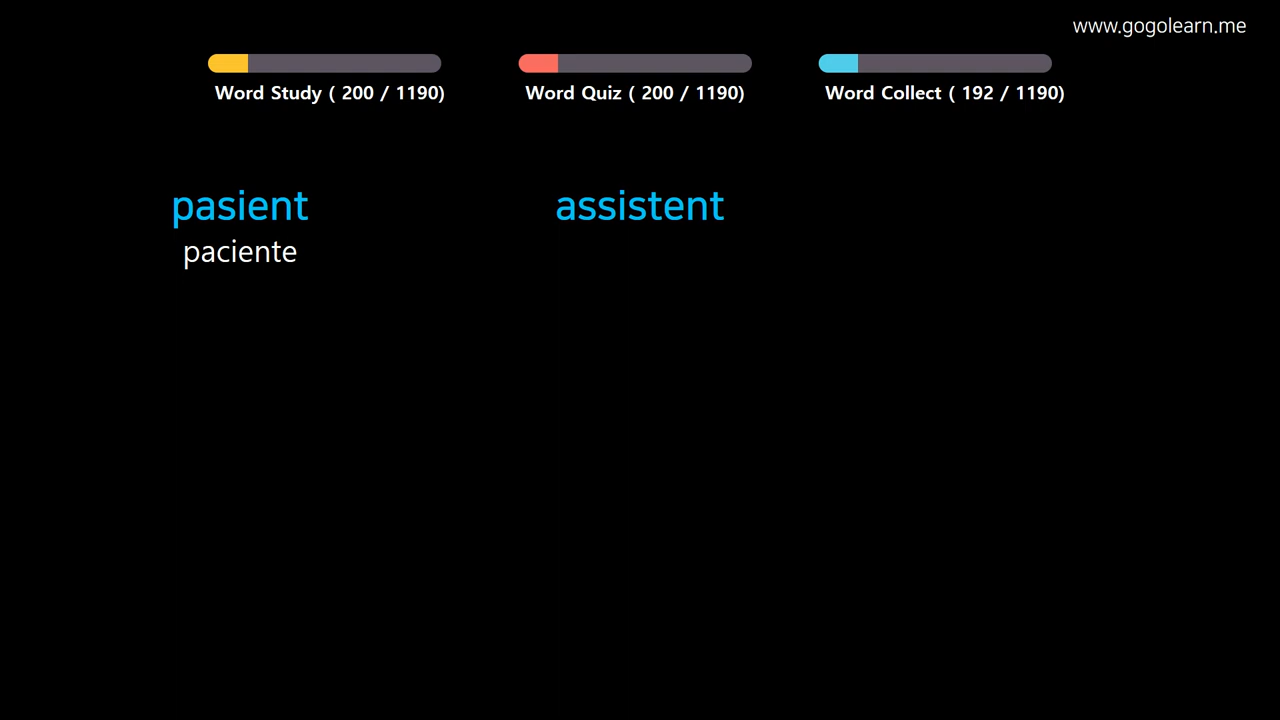 www.gogolearn.me
Word Study ( 200 / 1190)
Word Quiz ( 200 / 1190)
Word Collect ( 192 / 1190)
pasient
paciente
assistent